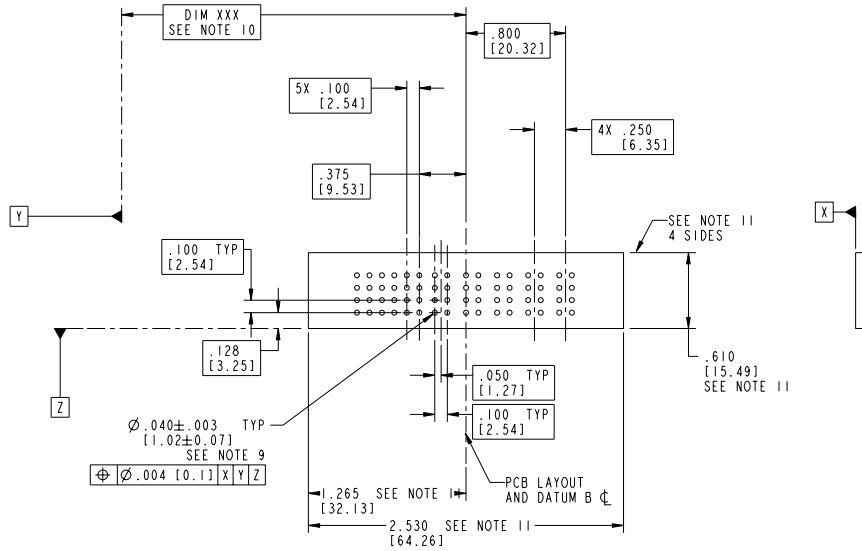 DIM XXX
SEE NOTE 10
.800
[20.32]
5X .100
[2.54]
4X .250
[6.35]
.375
[9.53]
Y
X
SEE NOTE 11
4 SIDES
.100 TYP
[2.54]
.128
[3.25]
.610
[15.49]
SEE NOTE 11
.050 TYP
[1.27]
Z
.100 TYP
[2.54]
Ø.040±.003 TYP
[1.02±0.07]
SEE NOTE 9
⌖ Ø.004 [0.1] X Y Z
PCB LAYOUT
AND DATUM B ℄
1.265 SEE NOTE
[32.13]
2.530 SEE NOTE 11
[64.26]